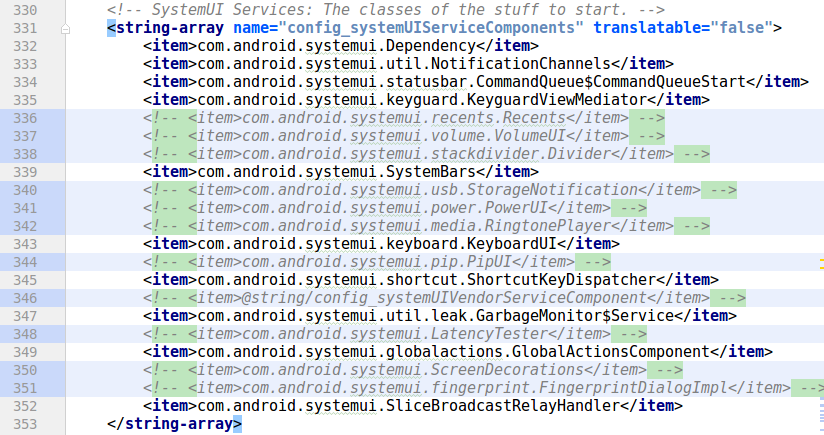 330 <!-- SystemUI Services: The classes of the stuff to start. -->
331 <string-array name="config_systemUIServiceComponents" translatable="false">
332 <item>com.android.systemui.Dependency</item>
333 <item>com.android.systemui.util.NotificationChannels</item>
334 <item>com.android.systemui.statusbar.CommandQueue$CommandQueueStart</item>
335 <item>com.android.systemui.keyguard.KeyguardViewMediator</item>
336 <!-- <item>com.android.systemui.recents.Recents</item> -->
337 <!-- <item>com.android.systemui.volume.VolumeUI</item> -->
338 <!-- <item>com.android.systemui.stackdivider.Divider</item> -->
339 <item>com.android.systemui.SystemBars</item>
340 <!-- <item>com.android.systemui.usb.StorageNotification</item> -->
341 <!-- <item>com.android.systemui.power.PowerUI</item> -->
342 <!-- <item>com.android.systemui.media.RingtonePlayer</item> -->
343 <item>com.android.systemui.keyboard.KeyboardUI</item>
344 <!-- <item>com.android.systemui.pip.PipUI</item> -->
345 <item>com.android.systemui.shortcut.ShortcutKeyDispatcher</item>
346 <!-- <item>@string/config_systemUIVendorServiceComponent</item> -->
347 <item>com.android.systemui.util.leak.GarbageMonitor$Service</item>
348 <!-- <item>com.android.systemui.LatencyTester</item> -->
349 <item>com.android.systemui.globalactions.GlobalActionsComponent</item>
350 <!-- <item>com.android.systemui.ScreenDecorations</item> -->
351 <!-- <item>com.android.systemui.fingerprint.FingerprintDialogImpl</item> -->
352 <item>com.android.systemui.SliceBroadcastRelayHandler</item>
353 </string-array>